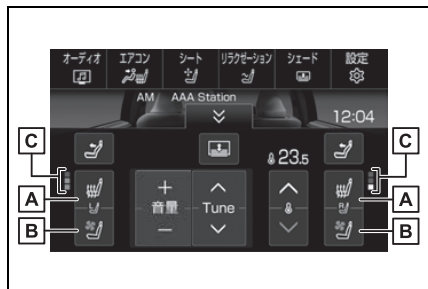 オーディオ エアコン シート リラクゼーション シェード 設定
AM AAA Station
12:04
C C
23.5
A + A
L 音量 Tune R
B − B